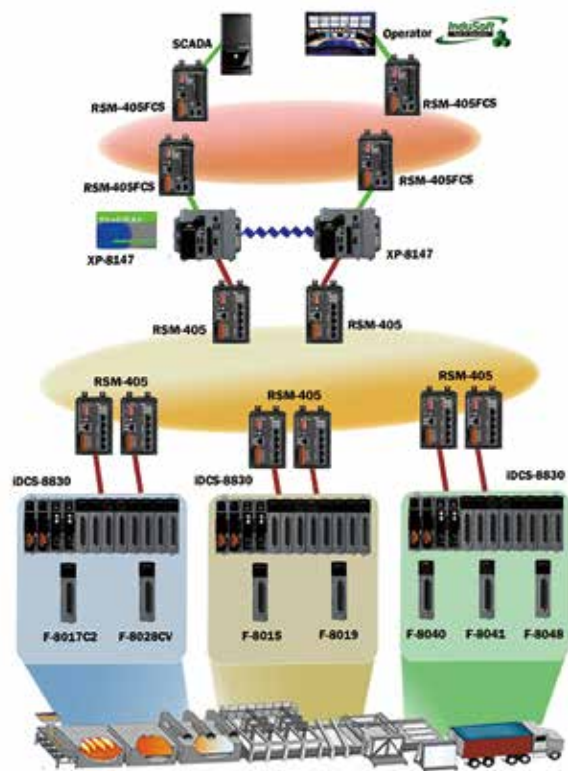 SCADA
Operator
InduSoft
RSM-405FCS
RSM-405FCS
RSM-405FCS
RSM-405FCS
XP-8147
XP-8147
RSM-405
RSM-405
RSM-405
RSM-405
RSM-405
iDCS-8830
iDCS-8830
iDCS-8830
F-8017C2
F-8028CV
F-8015
F-8019
F-8040
F-8041
F-8048